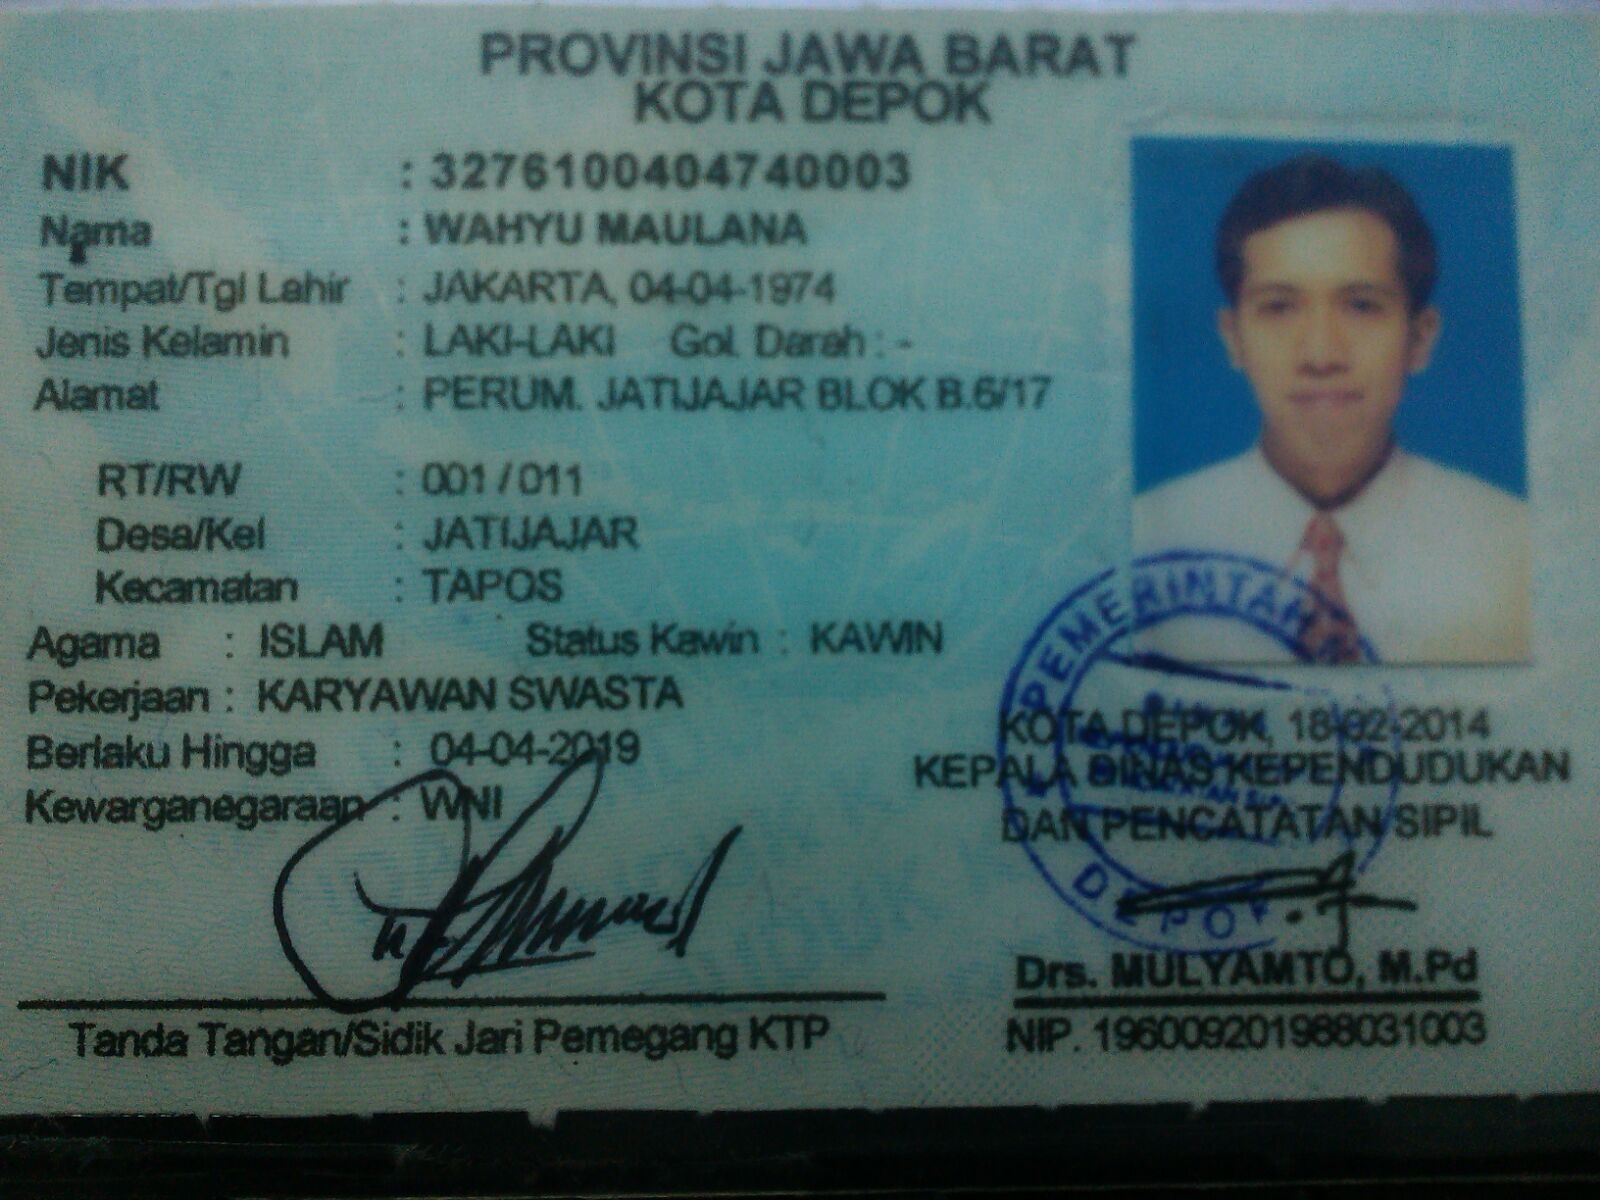 PROVINSI JAWA BARAT
KOTA DEPOK
NIK : 3276100404740003
Nama : WAHYU MAULANA
Tempat/Tgl Lahir : JAKARTA, 04-04-1974
Jenis Kelamin : LAKI-LAKI Gol. Darah : -
Alamat : PERUM. JATIJAJAR BLOK B.6/17
RT/RW : 001 / 011
Desa/Kel : JATIJAJAR
Kecamatan : TAPOS
Agama : ISLAM Status Kawin : KAWIN
Pekerjaan : KARYAWAN SWASTA
Berlaku Hingga : 04-04-2019
Kewarganegaraan : WNI
Tanda Tangan/Sidik Jari Pemegang KTP
KOTA DEPOK, 18-02-2014
KEPALA DINAS KEPENDUDUKAN
DAN PENCATATAN SIPIL
Drs. MULYAMTO, M.Pd
NIP. 196009201988031003
PEMERINTAH
DEPOK